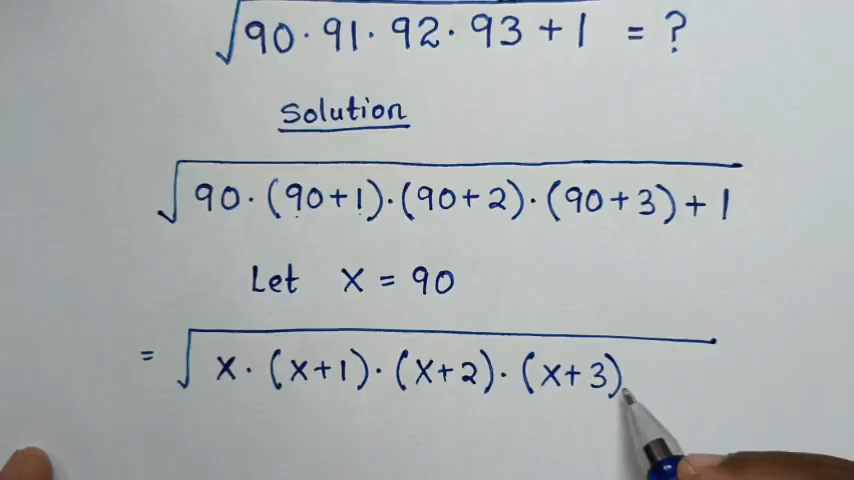 √90·91·92·93+1 = ?
Solution
√90·(90+1)·(90+2)·(90+3)+1
Let x = 90
= √x·(x+1)·(x+2)·(x+3)